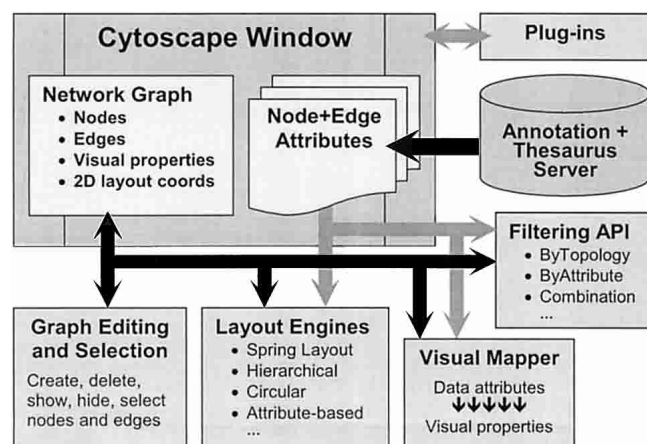 Cytoscape Window
Plug-ins
Network Graph
• Nodes
• Edges
• Visual properties
• 2D layout coords
Node+Edge
Attributes
Annotation +
Thesaurus
Server
Filtering API
• ByTopology
• ByAttribute
• Combination
...
Graph Editing
and Selection
Create, delete,
show, hide, select
nodes and edges
Layout Engines
• Spring Layout
• Hierarchical
• Circular
• Attribute-based
...
Visual Mapper
Data attributes
Visual properties